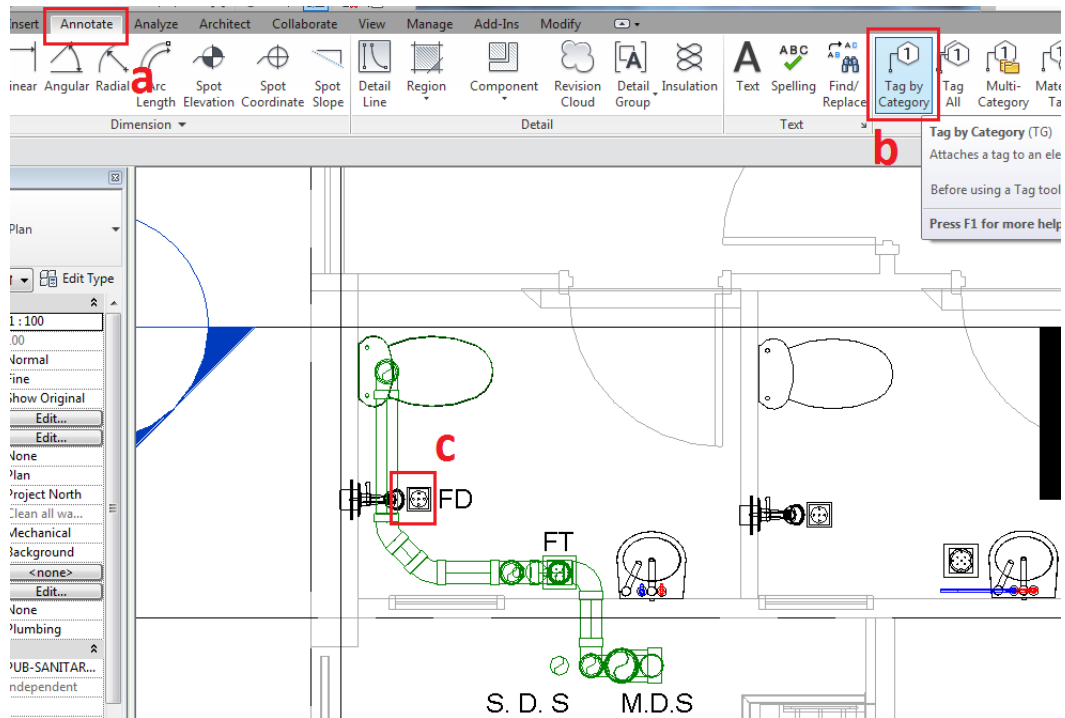 Insert Annotate Analyze Architect Collaborate View Manage Add-Ins Modify
a
Linear Angular Radial Arc Length Spot Elevation Spot Coordinate Spot Slope Detail Line Region Component Revision Cloud Detail Group Insulation Text Spelling Find/ Replace Tag by Category Tag All Multi- Category
Dimension Detail Text
b
Tag by Category (TG)
Attaches a tag to an ele
Before using a Tag tool
Press F1 for more help
Plan
Edit Type
1 : 100
00
Normal
Fine
Show Original
Edit...
Edit...
None
Plan
Project North
Clean all wa...
Mechanical
Background
<none>
Edit...
None
Plumbing
PUB-SANITAR...
Independent
c
FD
FT
S. D. S M.D.S